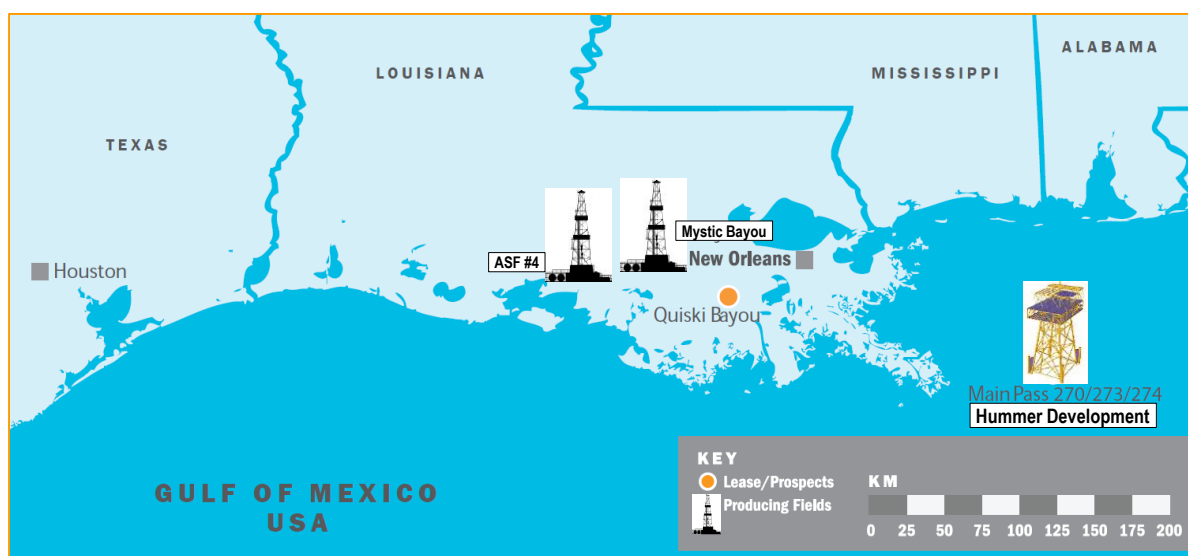 ALABAMA
LOUISIANA
MISSISSIPPI
TEXAS
Mystic Bayou
New Orleans
ASF #4
Houston
Quiski Bayou
Main Pass 270/273/274
Hummer Development
GULF OF MEXICO
USA
KEY
Lease/Prospects
Producing Fields
KM
0 25 50 75 100 125 150 175 200